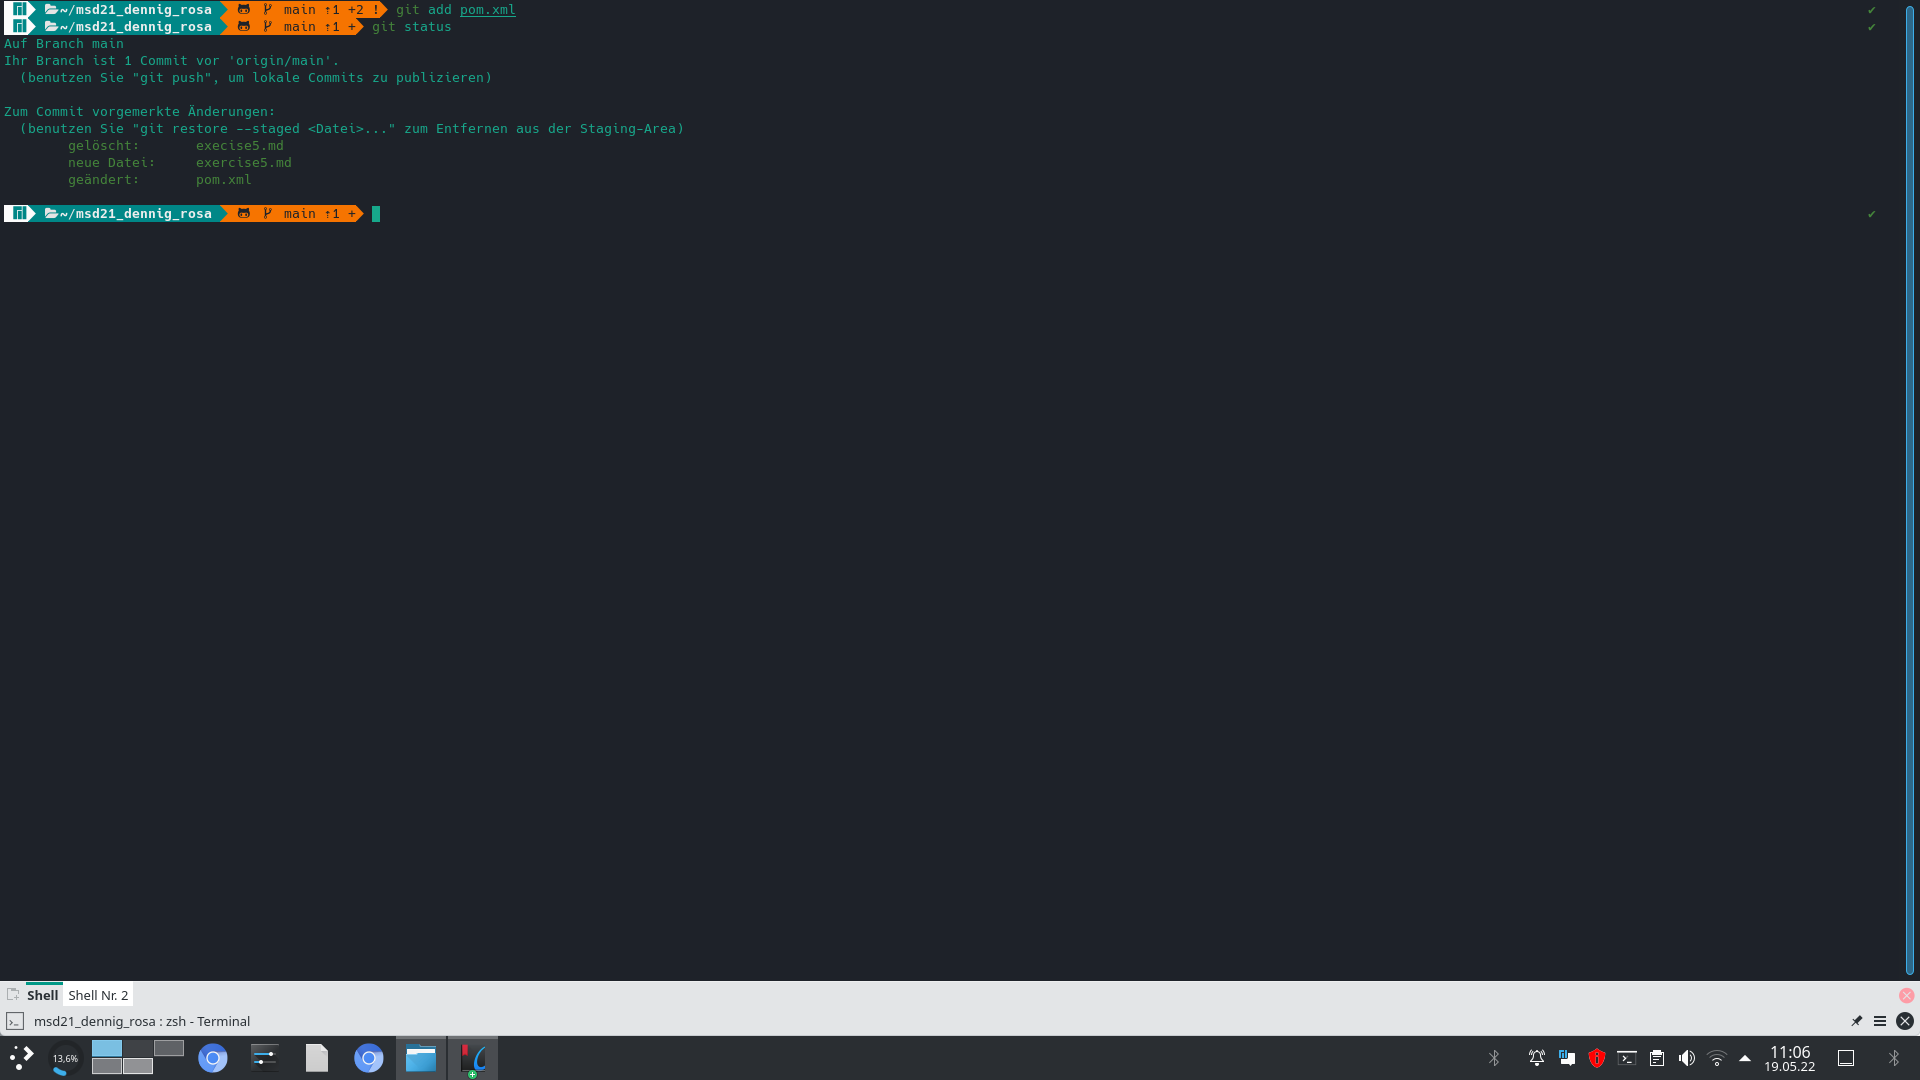 ~/msd21_dennig_rosa main ⇡1 +2 ! git add pom.xml ✔
~/msd21_dennig_rosa main ⇡1 + git status ✔
Auf Branch main
Ihr Branch ist 1 Commit vor 'origin/main'.
(benutzen Sie "git push", um lokale Commits zu publizieren)
Zum Commit vorgemerkte Änderungen:
(benutzen Sie "git restore --staged <Datei>..." zum Entfernen aus der Staging-Area)
gelöscht: execise5.md
neue Datei: exercise5.md
geändert: pom.xml
~/msd21_dennig_rosa main ⇡1 + ✔
Shell Shell Nr. 2
msd21_dennig_rosa : zsh - Terminal
13,6%
11:06
19.05.22